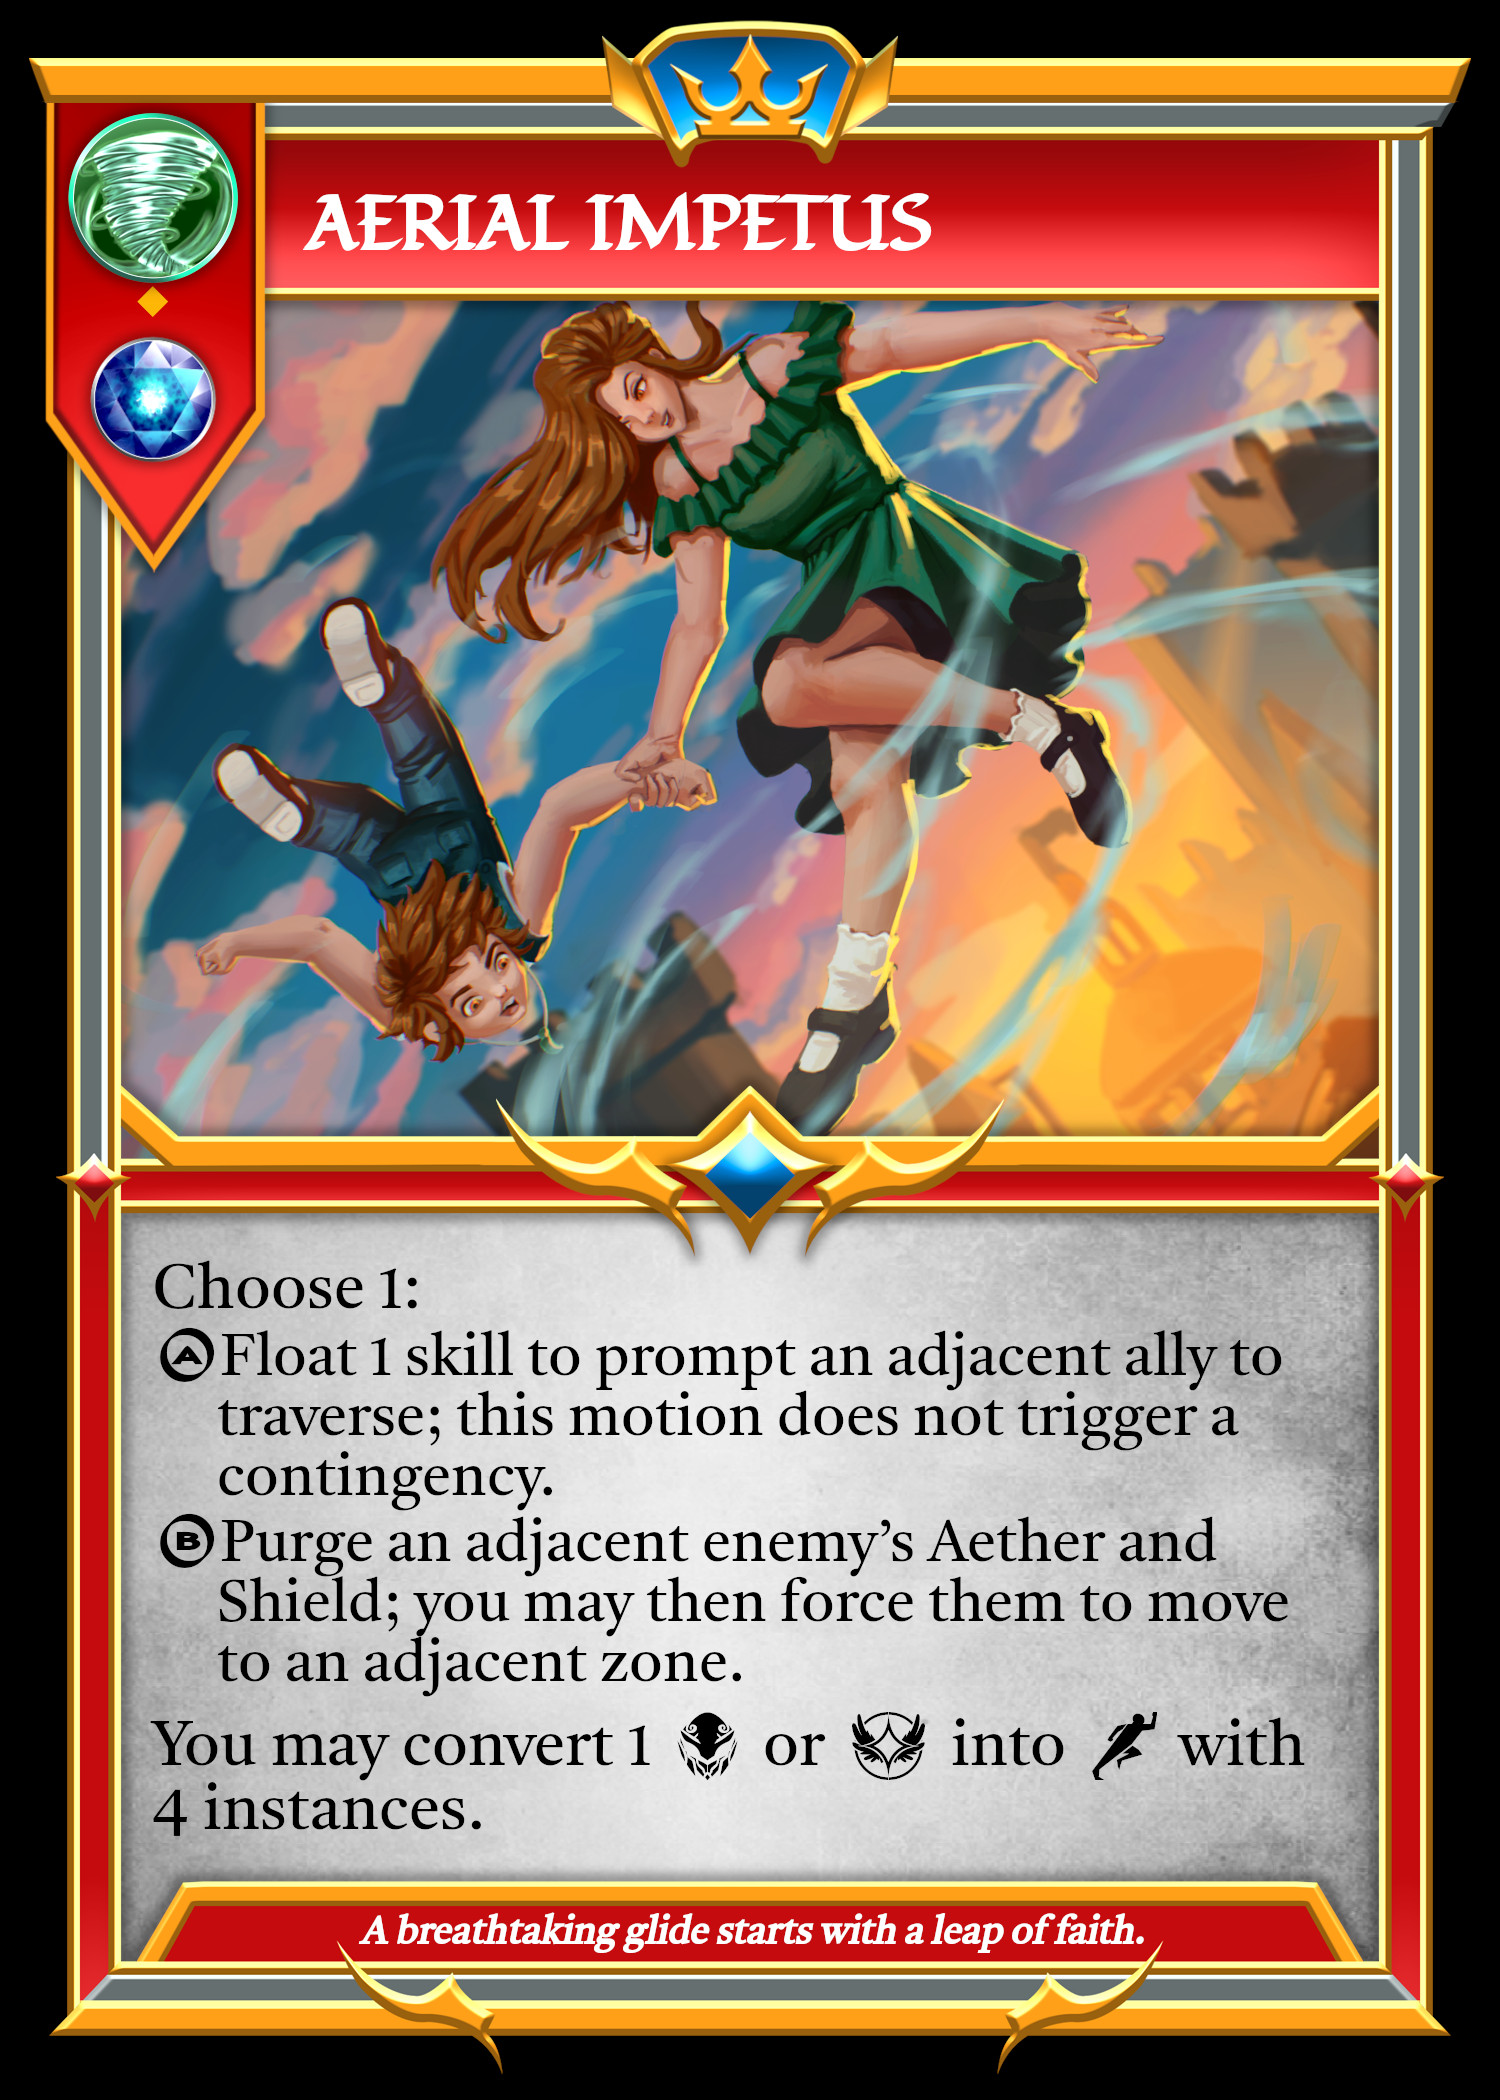 AERIAL IMPETUS
Choose 1:
A Float 1 skill to prompt an adjacent ally to
traverse; this motion does not trigger a
contingency.
B Purge an adjacent enemy’s Aether and
Shield; you may then force them to move
to an adjacent zone.
You may convert 1 or into with
4 instances.
A breathtaking glide starts with a leap of faith.